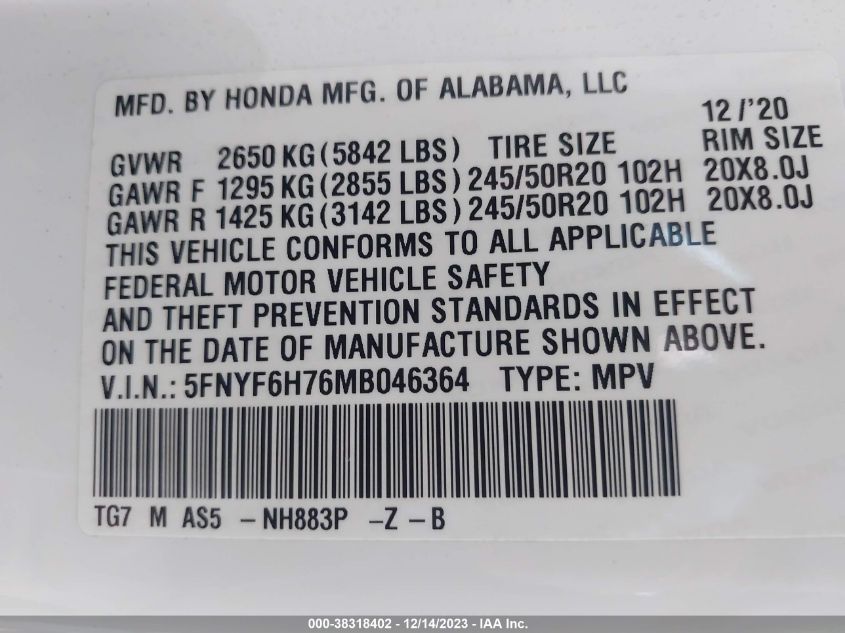 MFD. BY HONDA MFG. OF ALABAMA, LLC
12/'20
GVWR 2650 KG (5842 LBS) TIRE SIZE RIM SIZE
GAWR F 1295 KG (2855 LBS) 245/50R20 102H 20X8.0J
GAWR R 1425 KG (3142 LBS) 245/50R20 102H 20X8.0J
THIS VEHICLE CONFORMS TO ALL APPLICABLE
FEDERAL MOTOR VEHICLE SAFETY
AND THEFT PREVENTION STANDARDS IN EFFECT
ON THE DATE OF MANUFACTURE SHOWN ABOVE.
V.I.N.: 5FNYF6H76MB046364 TYPE: MPV
TG7 M AS5 -NH883P -Z -B
000-38318402 - 12/14/2023 - IAA Inc.